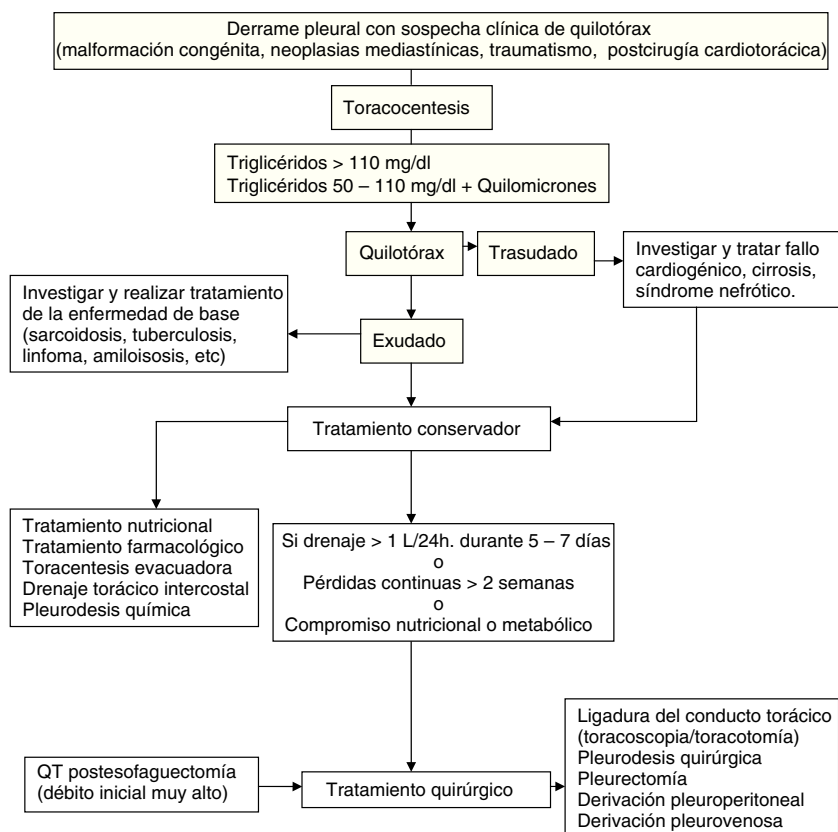 Derrame pleural con sospecha clínica de quilotórax
(malformación congénita, neoplasias mediastínicas, traumatismo, postcirugía cardiotorácica)
Toracocentesis
Triglicéridos > 110 mg/dl
Triglicéridos 50 – 110 mg/dl + Quilomicrones
Quilotórax
Trasudado
Investigar y tratar fallo
cardiogénico, cirrosis,
síndrome nefrótico.
Investigar y realizar tratamiento
de la enfermedad de base
(sarcoidosis, tuberculosis,
linfoma, amiloisosis, etc)
Exudado
Tratamiento conservador
Tratamiento nutricional
Tratamiento farmacológico
Toracentesis evacuadora
Drenaje torácico intercostal
Pleurodesis química
Si drenaje > 1 L/24h. durante 5 – 7 días
o
Pérdidas continuas > 2 semanas
o
Compromiso nutricional o metabólico
QT postesofaguectomía
(débito inicial muy alto)
Tratamiento quirúrgico
Ligadura del conducto torácico
(toracoscopia/toracotomía)
Pleurodesis quirúrgica
Pleurectomía
Derivación pleuroperitoneal
Derivación pleurovenosa